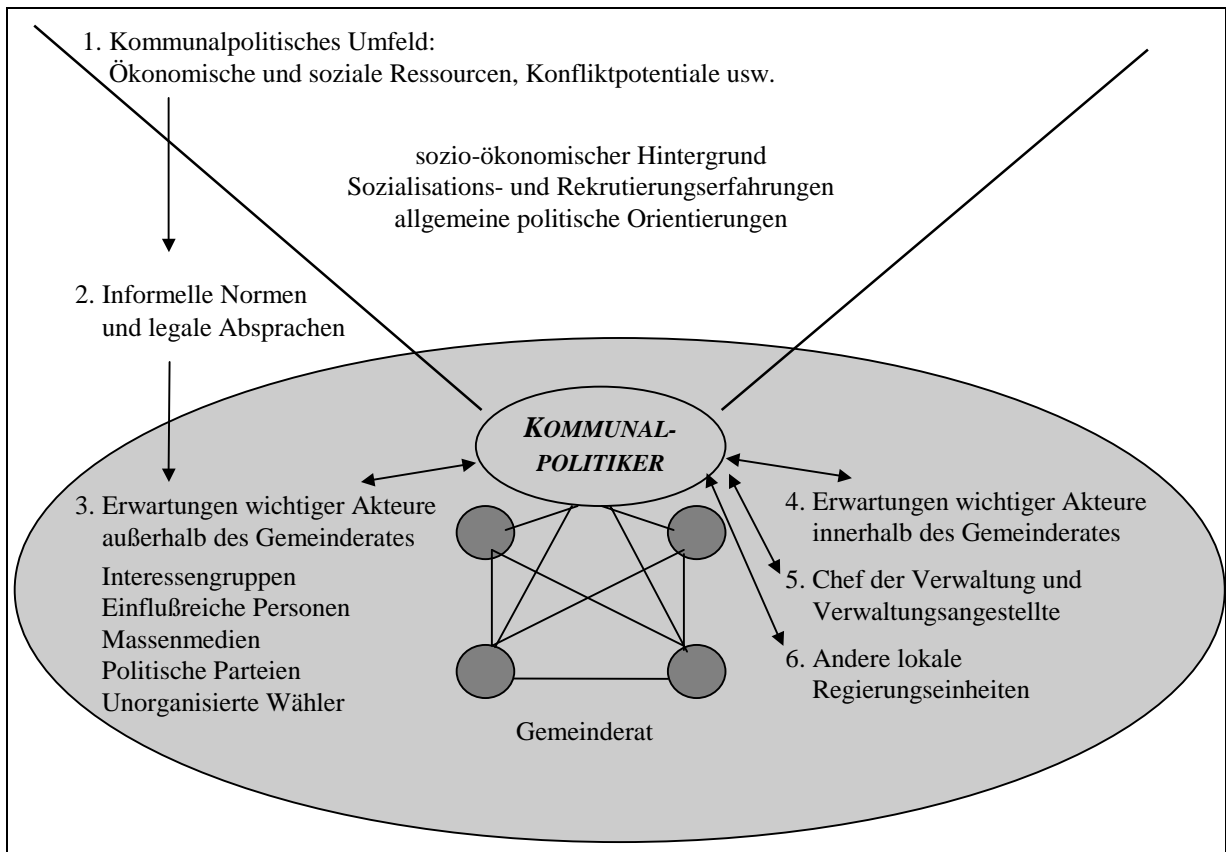 1. Kommunalpolitisches Umfeld:
Ökonomische und soziale Ressourcen, Konfliktpotentiale usw.
sozio-ökonomischer Hintergrund
Sozialisations- und Rekrutierungserfahrungen
allgemeine politische Orientierungen
2. Informelle Normen
und legale Absprachen
KOMMUNAL-
POLITIKER
3. Erwartungen wichtiger Akteure
außerhalb des Gemeinderates
Interessengruppen
Einflußreiche Personen
Massenmedien
Politische Parteien
Unorganisierte Wähler
4. Erwartungen wichtiger Akteure
innerhalb des Gemeinderates
5. Chef der Verwaltung und
Verwaltungsangestellte
6. Andere lokale
Regierungseinheiten
Gemeinderat